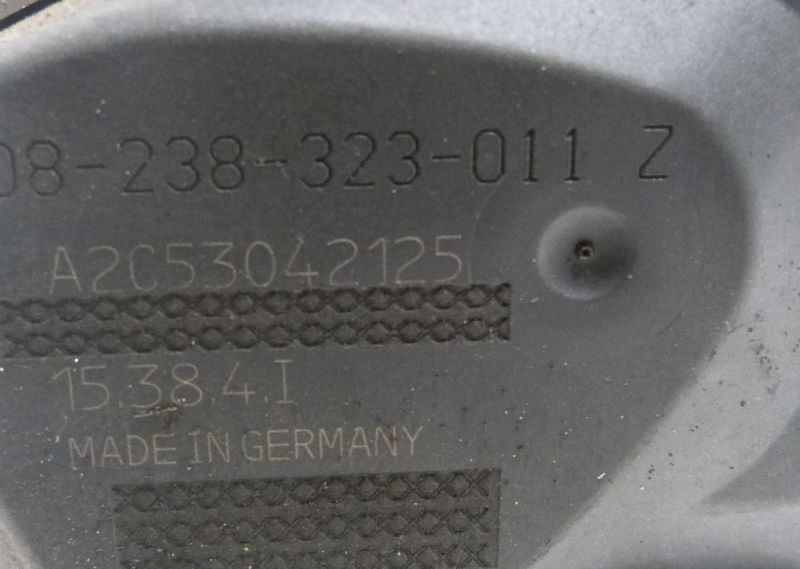 08-238-323-011 Z
A2C53042125
15.38.4.I
MADE IN GERMANY